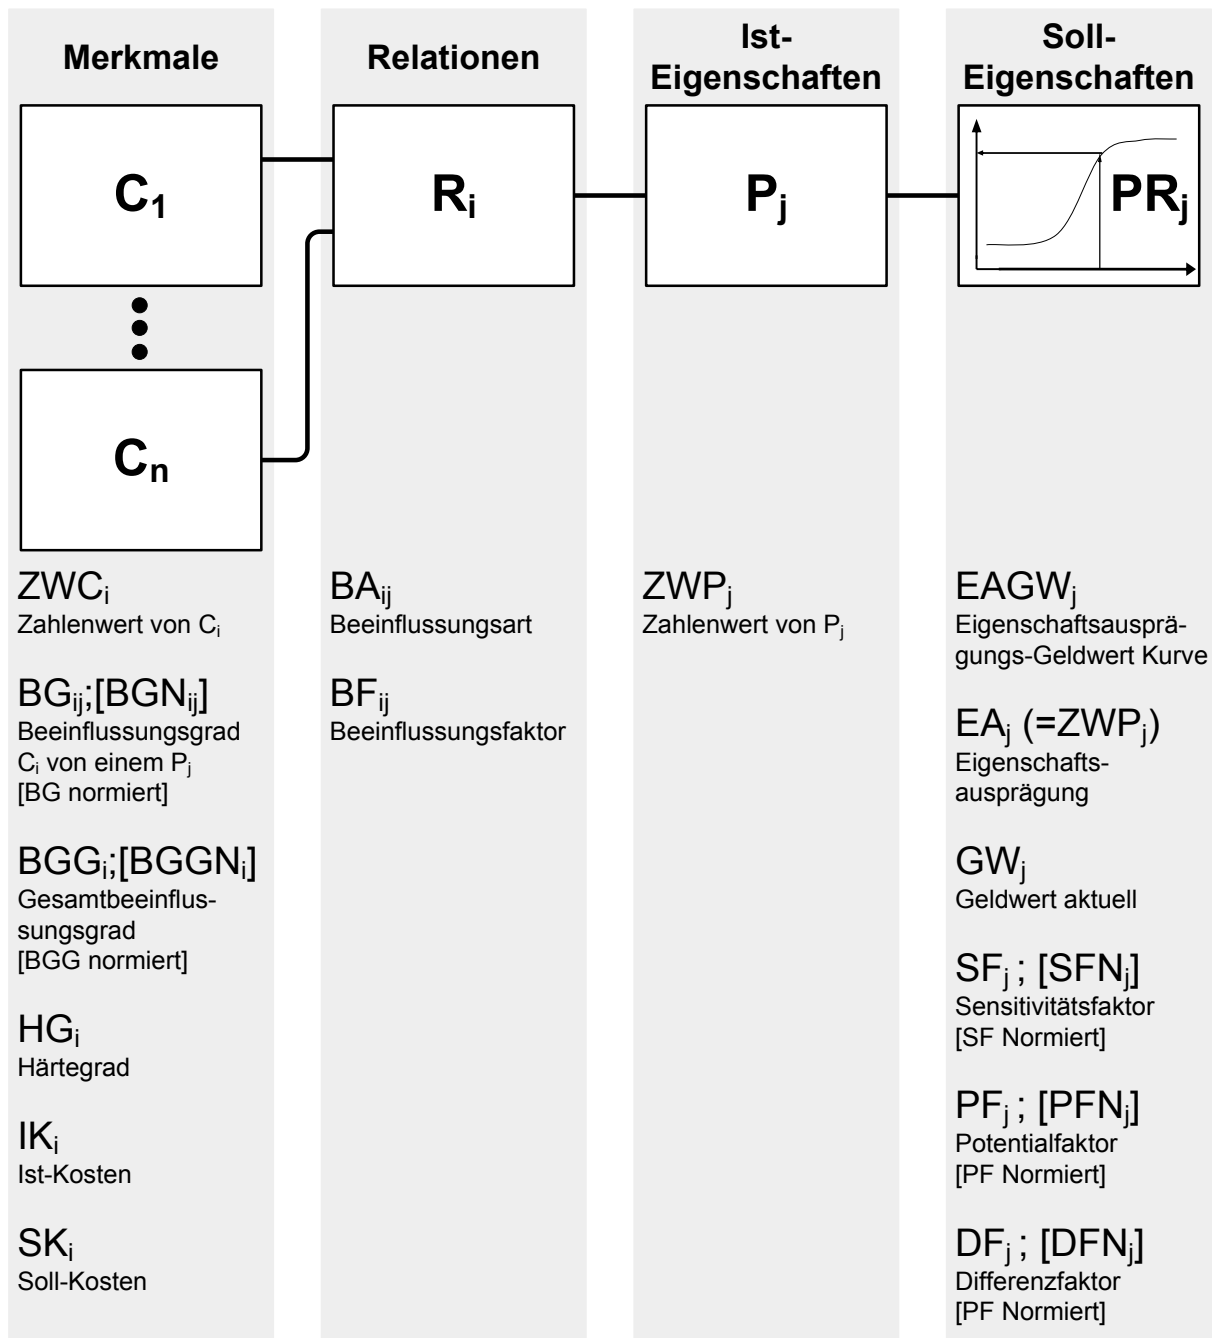 Merkmale
C1
Cn
ZWCi
Zahlenwert von Ci
BGij;[BGNij]
Beeinflussungsgrad
Ci von einem Pj
[BG normiert]
BGGi;[BGGNi]
Gesamtbeeinflus-
sungsgrad
[BGG normiert]
HGi
Härtegrad
IKi
Ist-Kosten
SKi
Soll-Kosten
Relationen
Ri
BAij
Beeinflussungsart
BFij
Beeinflussungsfaktor
Ist-
Eigenschaften
Pj
ZWPj
Zahlenwert von Pj
Soll-
Eigenschaften
PRj
EAGWj
Eigenschaftsausprä-
gungs-Geldwert Kurve
EAj (=ZWPj)
Eigenschafts-
ausprägung
GWj
Geldwert aktuell
SFj ; [SFNj]
Sensitivitätsfaktor
[SF Normiert]
PFj ; [PFNj]
Potentialfaktor
[PF Normiert]
DFj ; [DFNj]
Differenzfaktor
[PF Normiert]